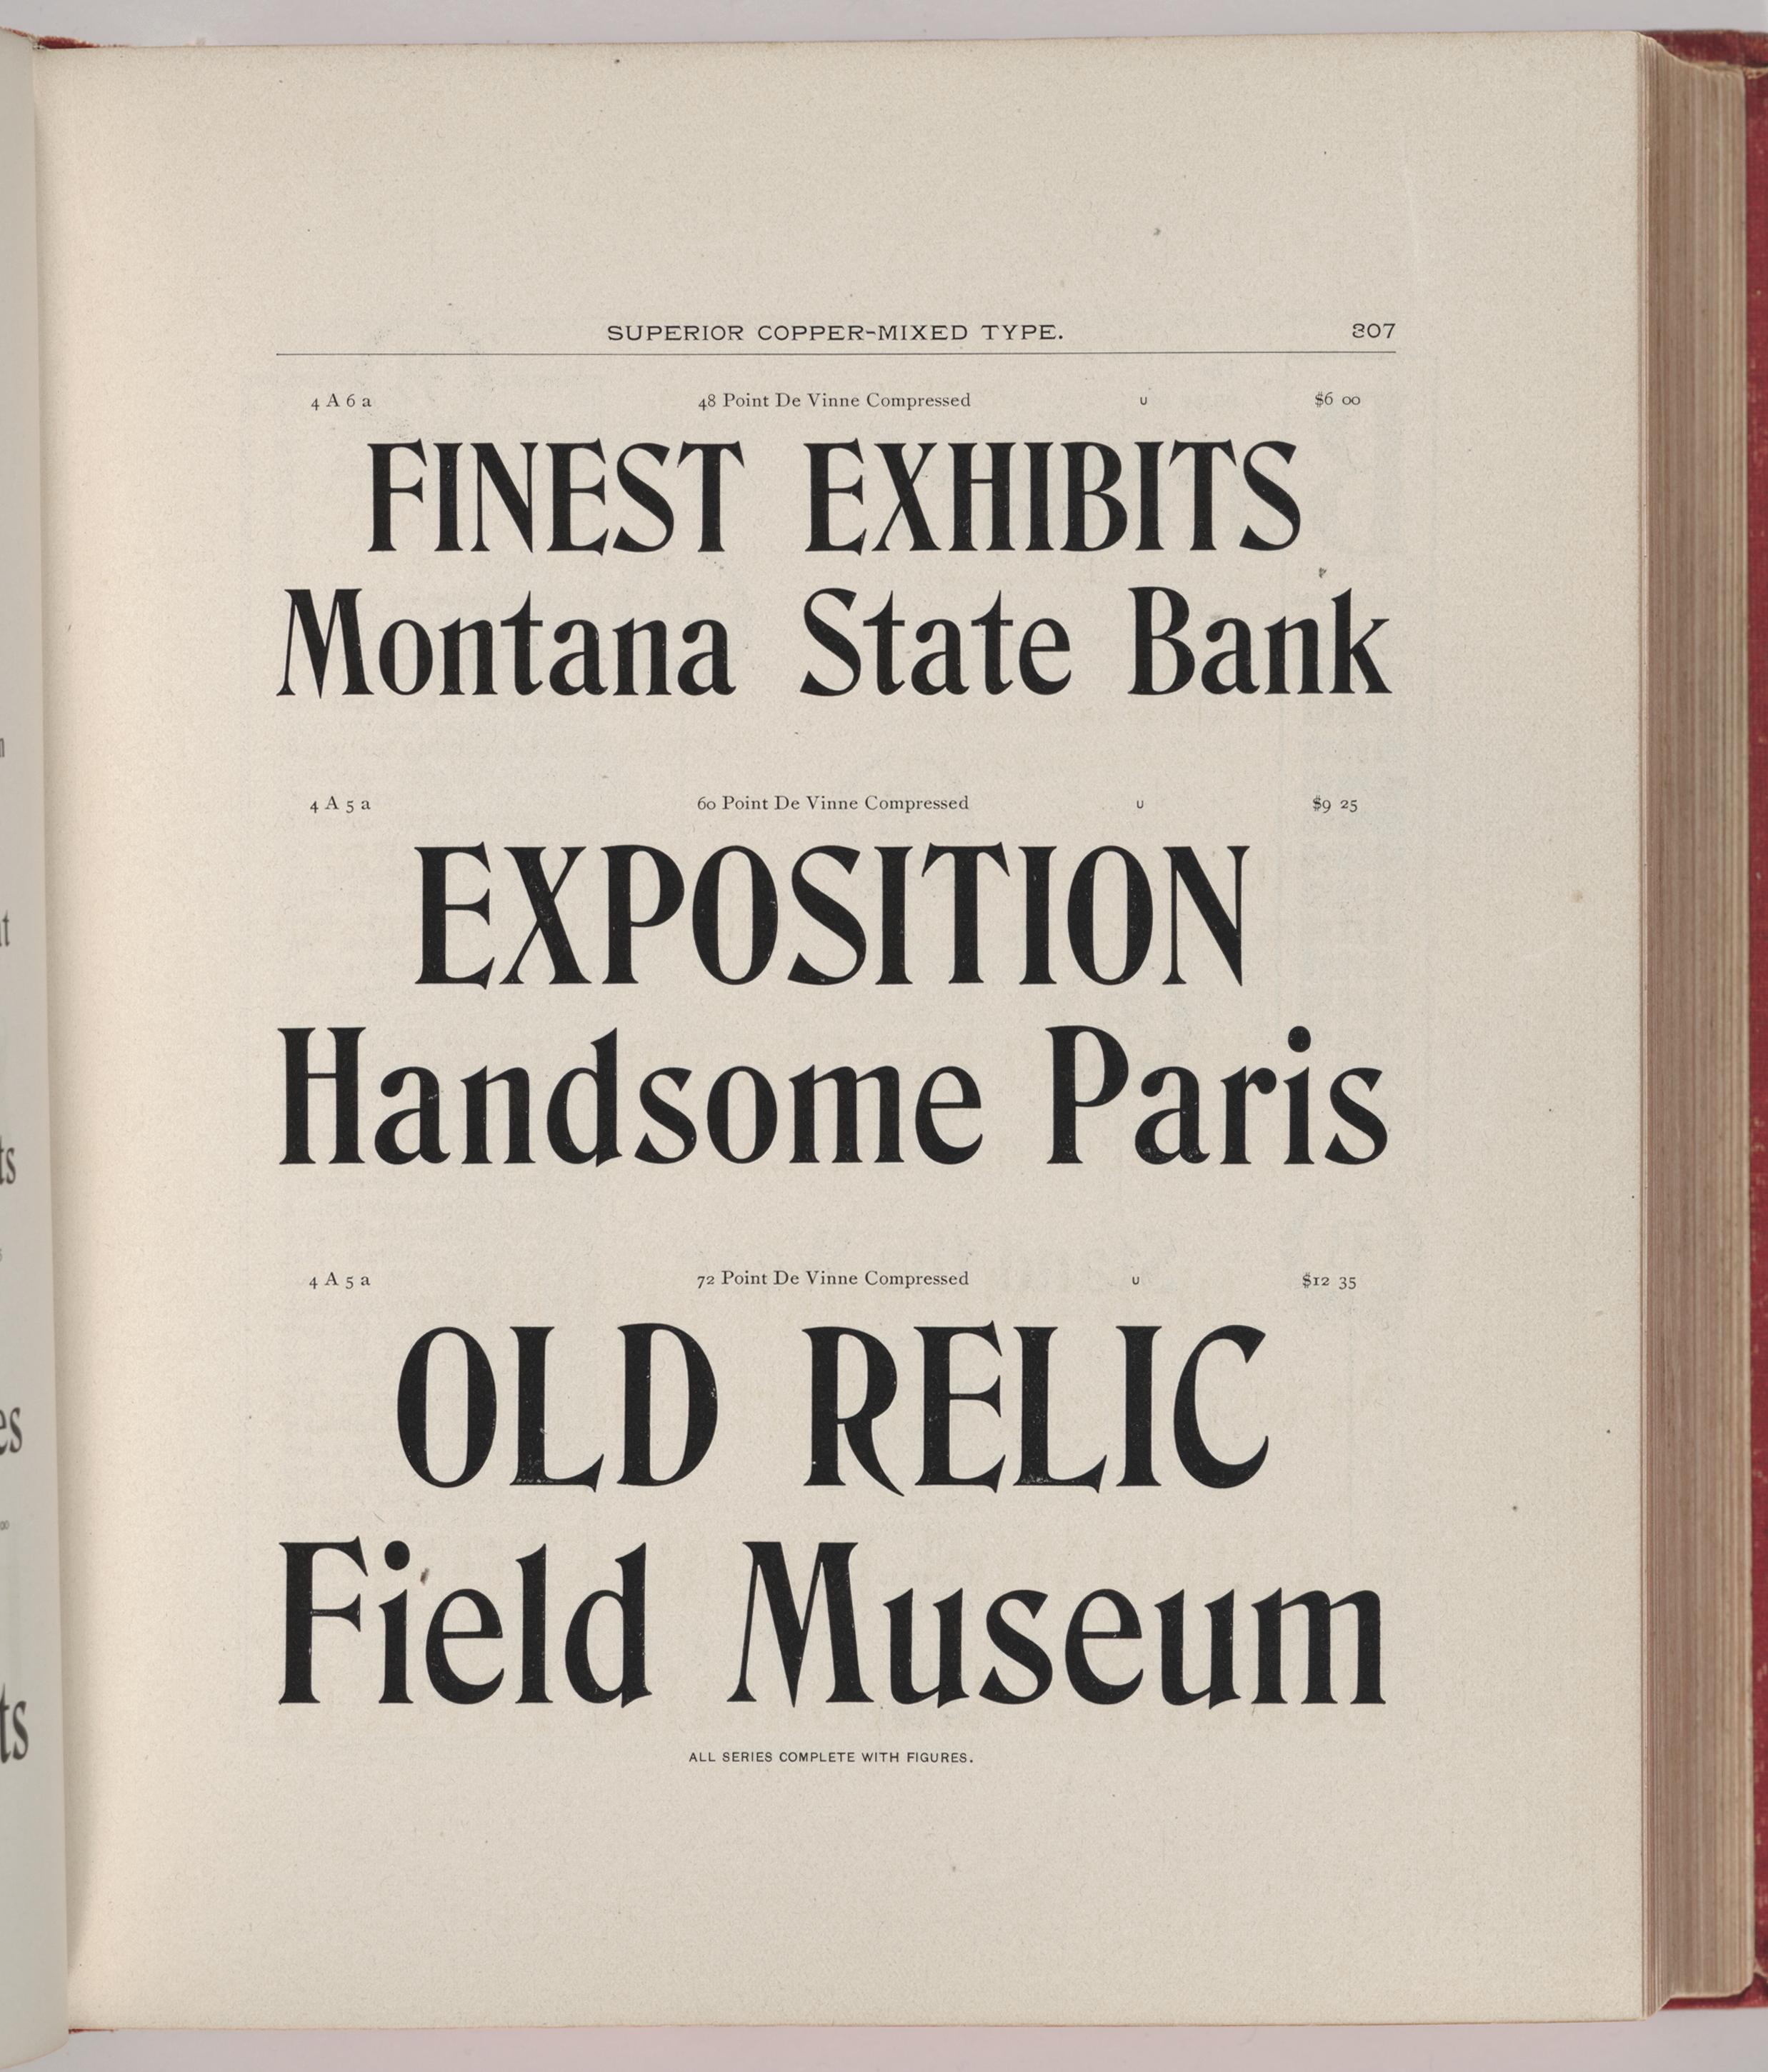 SUPERIOR COPPER-MIXED TYPE. 307
4 A 6 a 48 Point De Vinne Compressed U $6 00
FINEST EXHIBITS
Montana State Bank
4 A 5 a 60 Point De Vinne Compressed U $9 25
EXPOSITION
Handsome Paris
4 A 5 a 72 Point De Vinne Compressed U $12 35
OLD RELIC
Field Museum
ALL SERIES COMPLETE WITH FIGURES.